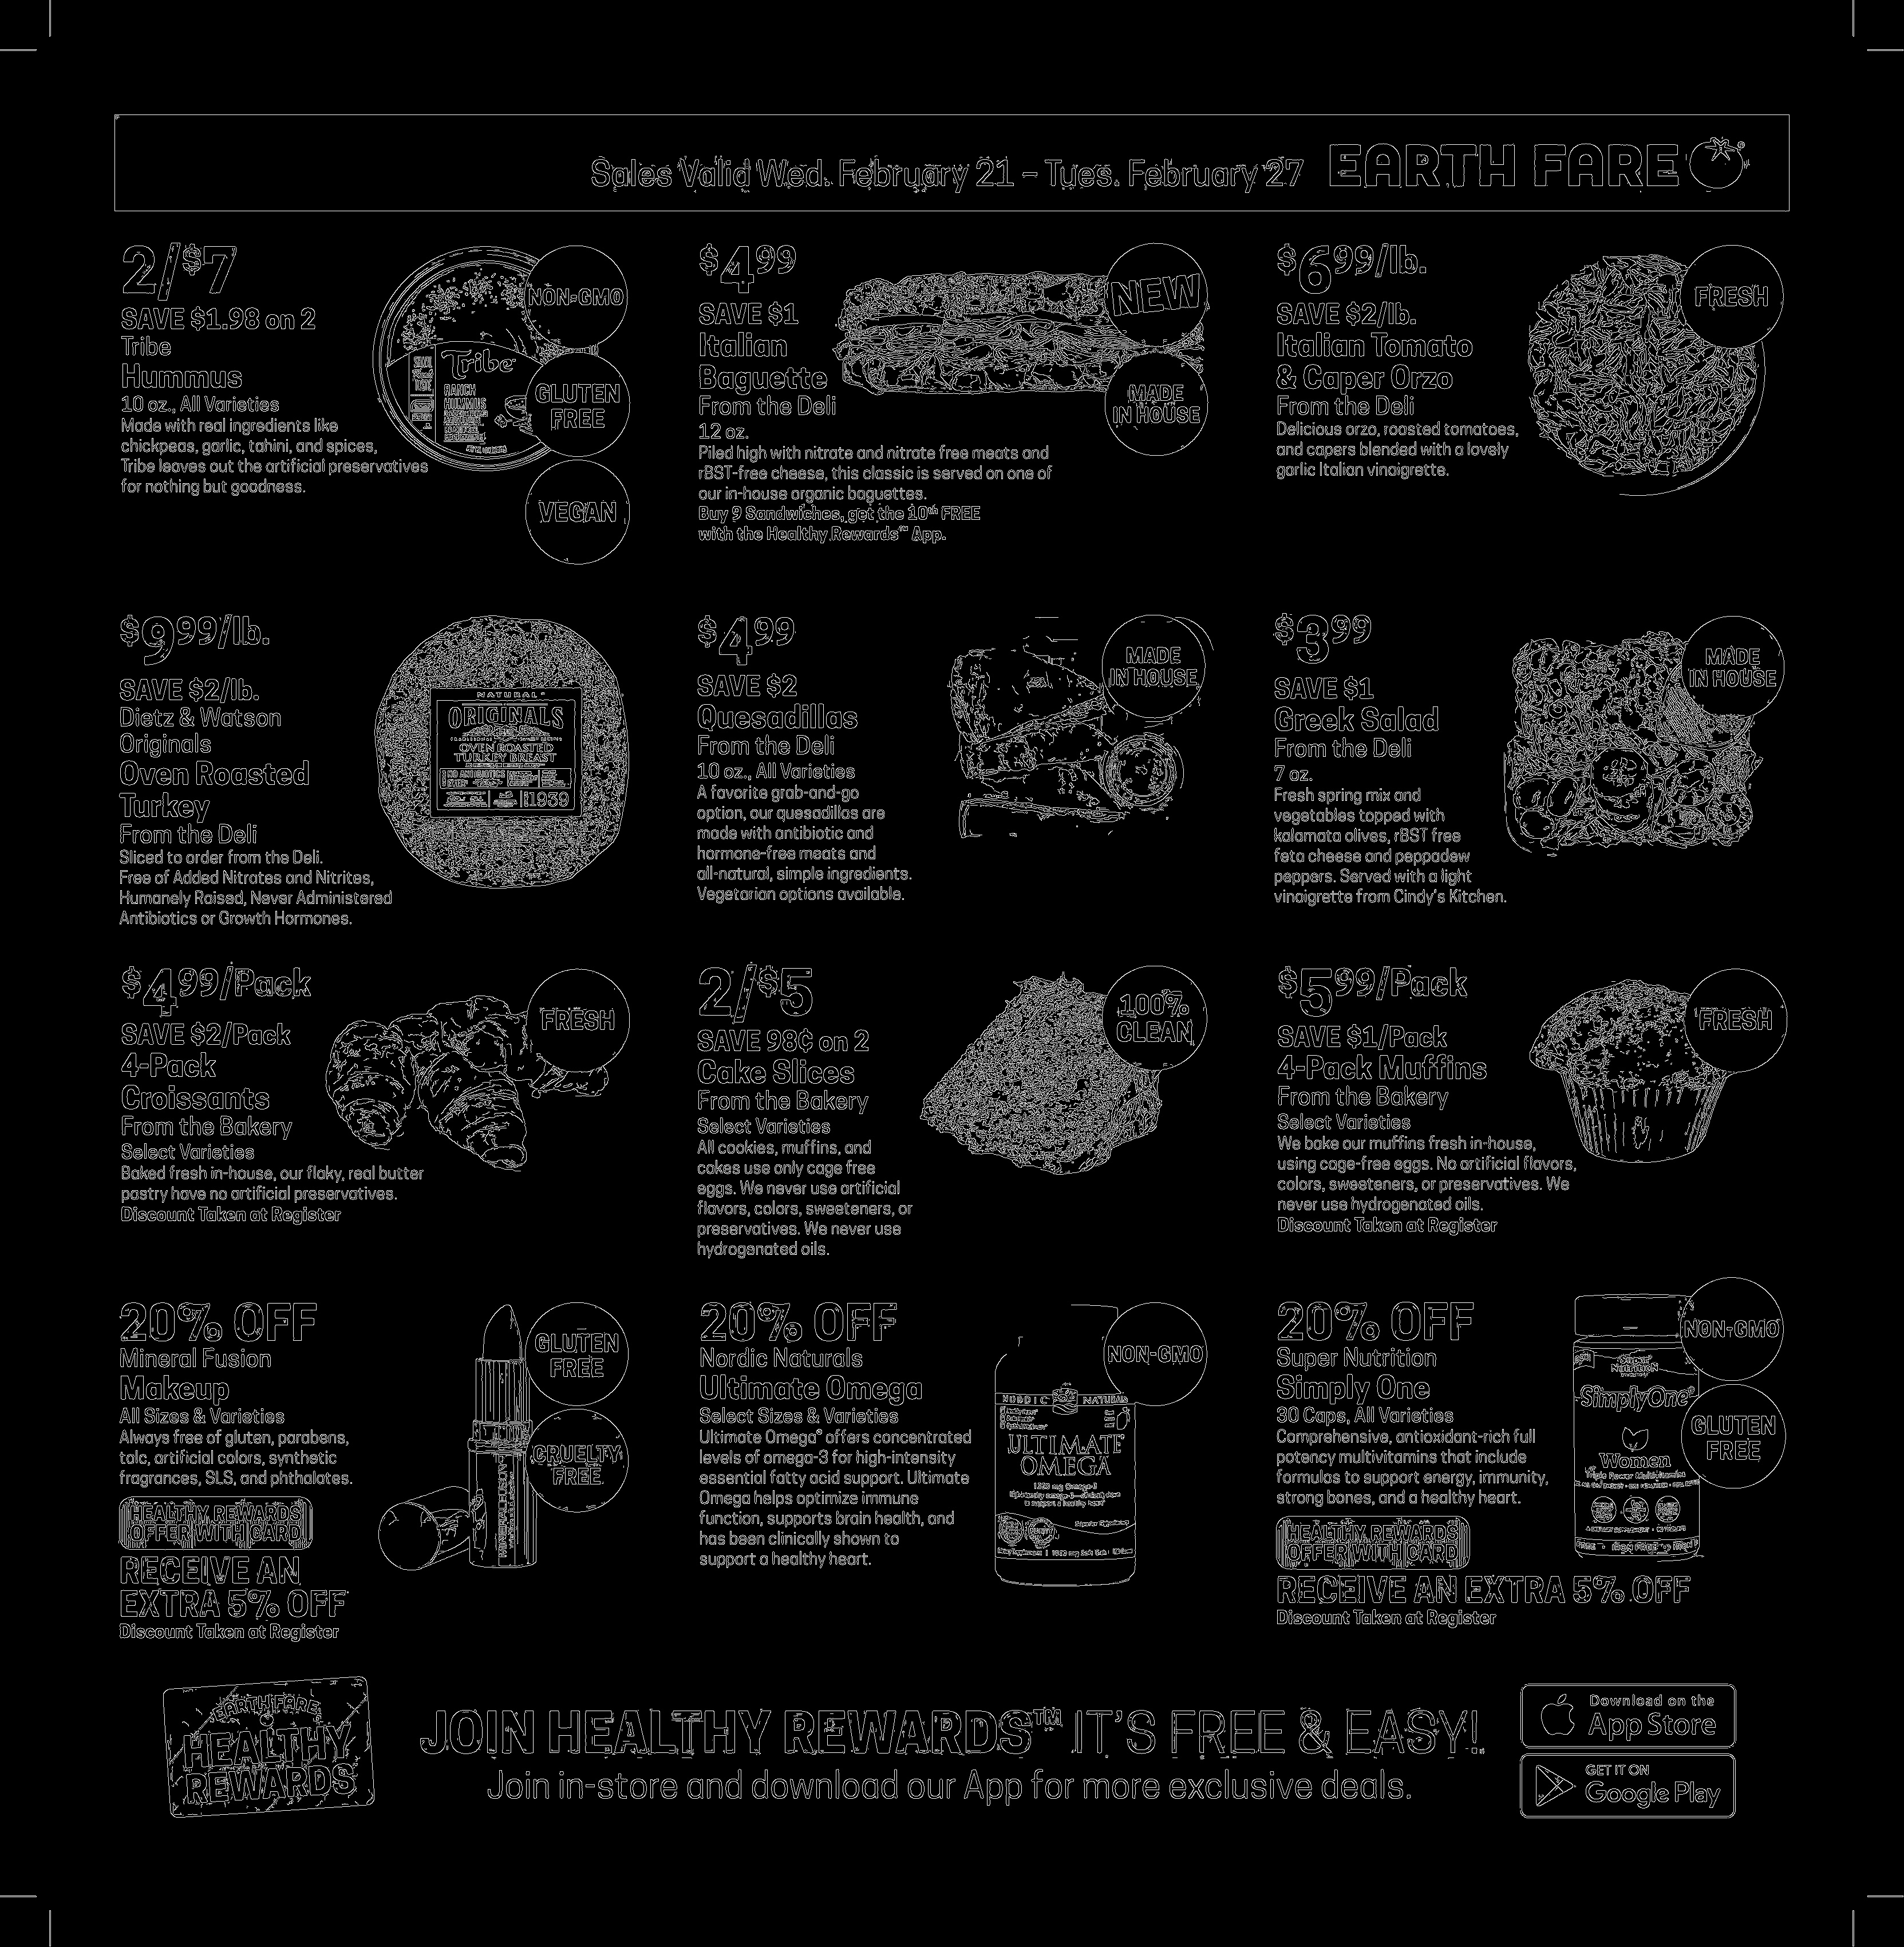 Sales Valid Wed. February 21 – Tues. February 27
EARTH FARE
2/$7
SAVE $1.98 on 2
Tribe
Hummus
10 oz., All Varieties
Made with real ingredients like
chickpeas, garlic, tahini, and spices,
Tribe leaves out the artificial preservatives
for nothing but goodness.
Tribe
RANCH
HUMMUS
NON-GMO
GLUTEN
FREE
VEGAN
$4 99
SAVE $1
Italian
Baguette
From the Deli
12 oz.
Piled high with nitrate and nitrate free meats and
rBST-free cheese, this classic is served on one of
our in-house organic baguettes.
Buy 9 Sandwiches, get the 10th FREE
with the Healthy Rewards™ App.
NEW
MADE
IN HOUSE
$6 99/lb.
SAVE $2/lb.
Italian Tomato
& Caper Orzo
From the Deli
Delicious orzo, roasted tomatoes,
and capers blended with a lovely
garlic Italian vinaigrette.
FRESH
$9 99/lb.
SAVE $2/lb.
Dietz & Watson
Originals
Oven Roasted
Turkey
From the Deli
Sliced to order from the Deli.
Free of Added Nitrates and Nitrites,
Humanely Raised, Never Administered
Antibiotics or Growth Hormones.
NATURAL
ORIGINALS
OVEN ROASTED
TURKEY BREAST
NO ANTIBIOTICS
1939
$4 99
SAVE $2
Quesadillas
From the Deli
10 oz., All Varieties
A favorite grab-and-go
option, our quesadillas are
made with antibiotic and
hormone-free meats and
all-natural, simple ingredients.
Vegetarian options available.
MADE
IN HOUSE
$3 99
SAVE $1
Greek Salad
From the Deli
7 oz.
Fresh spring mix and
vegetables topped with
kalamata olives, rBST free
feta cheese and peppadew
peppers. Served with a light
vinaigrette from Cindy's Kitchen.
MADE
IN HOUSE
$4 99/Pack
SAVE $2/Pack
4-Pack
Croissants
From the Bakery
Select Varieties
Baked fresh in-house, our flaky, real butter
pastry have no artificial preservatives.
Discount Taken at Register
FRESH
2/$5
SAVE 98¢ on 2
Cake Slices
From the Bakery
Select Varieties
All cookies, muffins, and
cakes use only cage free
eggs. We never use artificial
flavors, colors, sweeteners, or
preservatives. We never use
hydrogenated oils.
100%
CLEAN
$5 99/Pack
SAVE $1/Pack
4-Pack Muffins
From the Bakery
Select Varieties
We bake our muffins fresh in-house,
using cage-free eggs. No artificial flavors,
colors, sweeteners, or preservatives. We
never use hydrogenated oils.
Discount Taken at Register
FRESH
20% OFF
Mineral Fusion
Makeup
All Sizes & Varieties
Always free of gluten, parabens,
talc, artificial colors, synthetic
fragrances, SLS, and phthalates.
HEALTHY REWARDS
OFFER WITH CARD
RECEIVE AN
EXTRA 5% OFF
Discount Taken at Register
MINERAL FUSION
GLUTEN
FREE
CRUELTY
FREE
20% OFF
Nordic Naturals
Ultimate Omega
Select Sizes & Varieties
Ultimate Omega® offers concentrated
levels of omega-3 for high-intensity
essential fatty acid support. Ultimate
Omega helps optimize immune
function, supports brain health, and
has been clinically shown to
support a healthy heart.
NORDIC NATURALS
ULTIMATE
OMEGA
NON-GMO
20% OFF
Super Nutrition
Simply One
30 Caps, All Varieties
Comprehensive, antioxidant-rich full
potency multivitamins that include
formulas to support energy, immunity,
strong bones, and a healthy heart.
HEALTHY REWARDS
OFFER WITH CARD
RECEIVE AN EXTRA 5% OFF
Discount Taken at Register
SimplyOne®
Women
Triple Power Multivitamins
NON-GMO
GLUTEN
FREE
EARTH FARE
HEALTHY
REWARDS
JOIN HEALTHY REWARDS™ IT'S FREE & EASY!
Join in-store and download our App for more exclusive deals.
Download on the
App Store
GET IT ON
Google Play